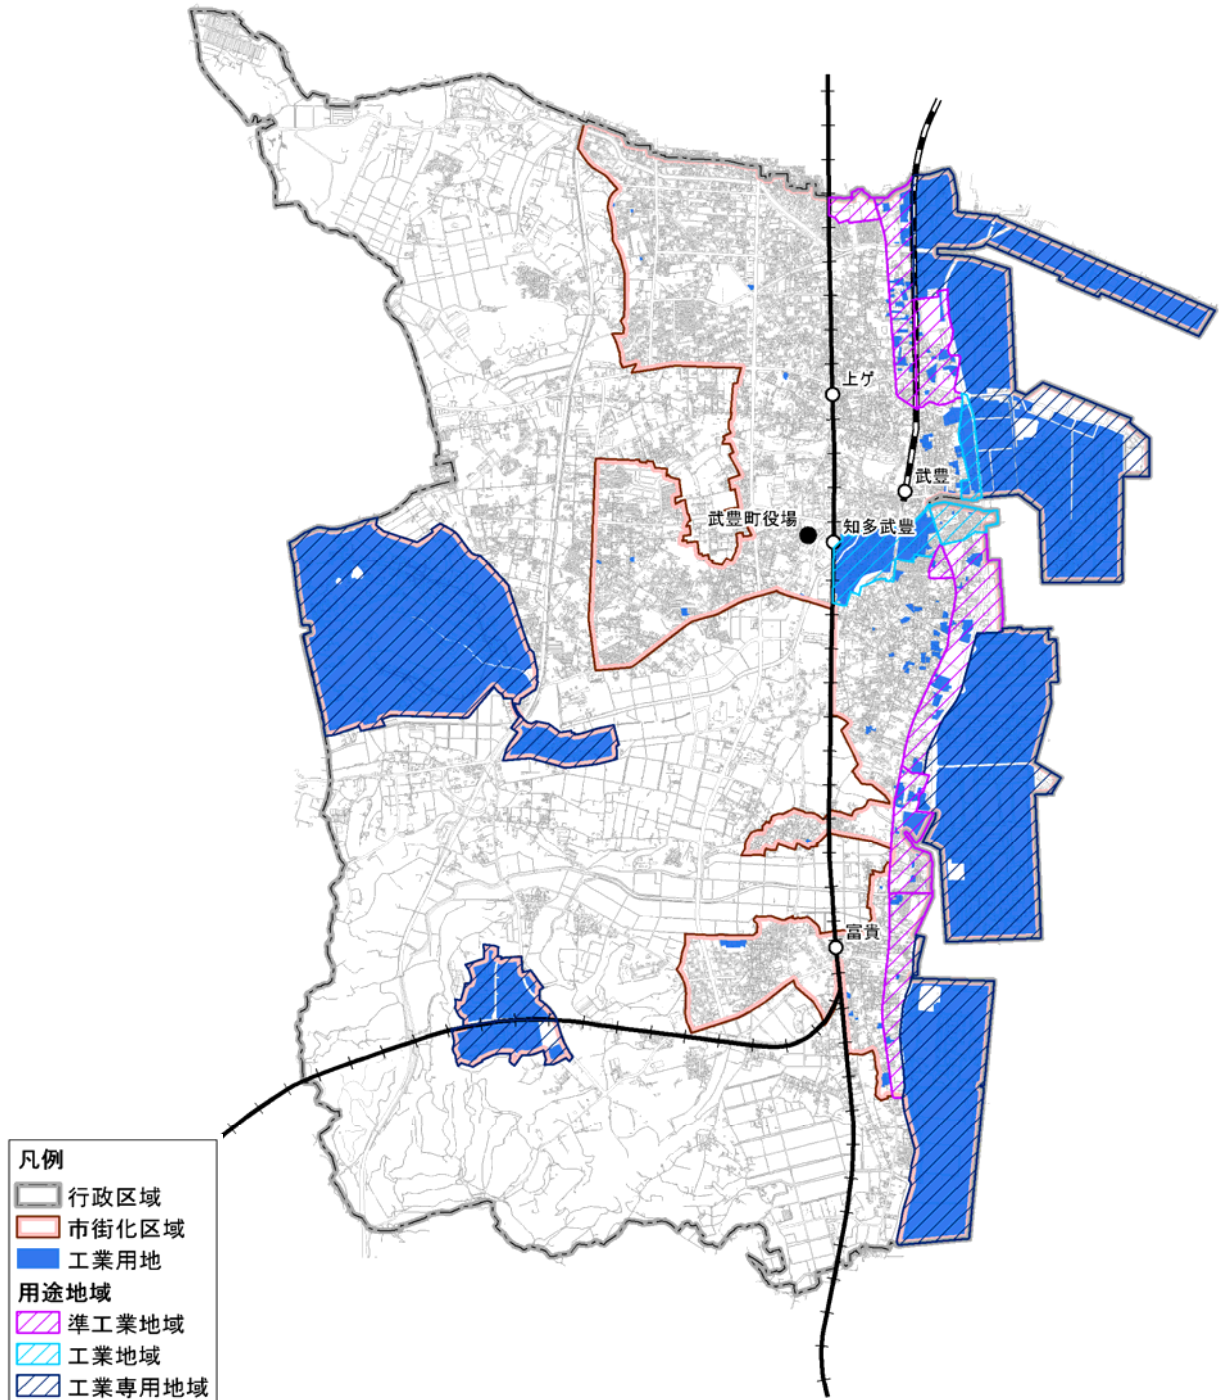 上ゲ
武豊
武豊町役場
知多武豊
富貴
凡例
行政区域
市街化区域
工業用地
用途地域
準工業地域
工業地域
工業専用地域